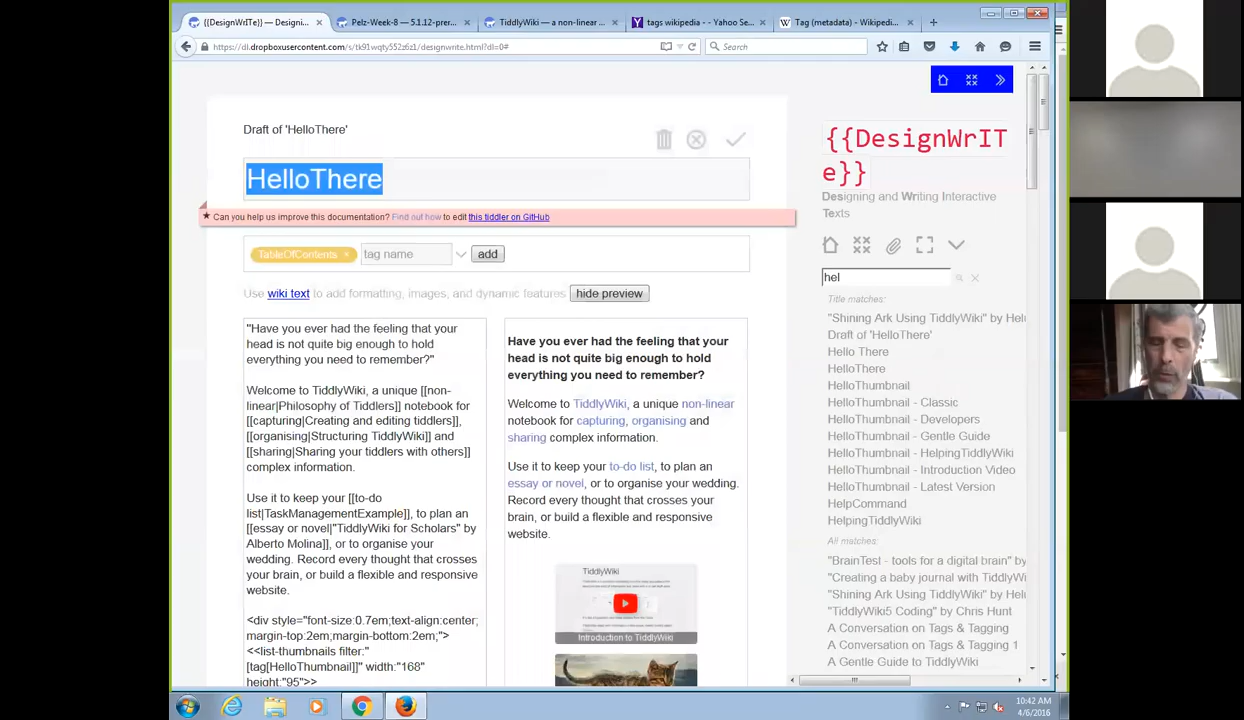 {{DesignWrITe}} — Designi...
Pelz-Week-8 — 5.1.12-prer...
TiddlyWiki — a non-linear ...
tags wikipedia - - Yahoo Se...
Tag (metadata) - Wikipedi...
https://dl.dropboxusercontent.com/s/tk91wqty552z6z1/designwrite.html?dl=0#
Search
Draft of 'HelloThere'
HelloThere
Can you help us improve this documentation? Find out how to edit this tiddler on GitHub
TableOfContents ×
tag name
add
Use wiki text to add formatting, images, and dynamic features
hide preview
"Have you ever had the feeling that your
head is not quite big enough to hold
everything you need to remember?"
Welcome to TiddlyWiki, a unique [[non-
linear|Philosophy of Tiddlers]] notebook for
[[capturing|Creating and editing tiddlers]],
[[organising|Structuring TiddlyWiki]] and
[[sharing|Sharing your tiddlers with others]]
complex information.
Use it to keep your [[to-do
list|TaskManagementExample]], to plan an
[[essay or novel|"TiddlyWiki for Scholars" by
Alberto Molina]], or to organise your
wedding. Record every thought that crosses
your brain, or build a flexible and responsive
website.
<div style="font-size:0.7em;text-align:center;
margin-top:2em;margin-bottom:2em;">
<<list-thumbnails filter:"
[tag[HelloThumbnail]]" width:"168"
height:"95">>
Have you ever had the feeling that your
head is not quite big enough to hold
everything you need to remember?
Welcome to TiddlyWiki, a unique non-linear
notebook for capturing, organising and
sharing complex information.
Use it to keep your to-do list, to plan an
essay or novel, or to organise your wedding.
Record every thought that crosses your
brain, or build a flexible and responsive
website.
TiddlyWiki
Introduction to TiddlyWiki
{{DesignWrIT
e}}
Designing and Writing Interactive
Texts
hel
Title matches:
"Shining Ark Using TiddlyWiki" by Hel
Draft of 'HelloThere'
Hello There
HelloThere
HelloThumbnail
HelloThumbnail - Classic
HelloThumbnail - Developers
HelloThumbnail - Gentle Guide
HelloThumbnail - HelpingTiddlyWiki
HelloThumbnail - Introduction Video
HelloThumbnail - Latest Version
HelpCommand
HelpingTiddlyWiki
All matches:
"BrainTest - tools for a digital brain" by
"Creating a baby journal with TiddlyWi
"Shining Ark Using TiddlyWiki" by Hel
"TiddlyWiki5 Coding" by Chris Hunt
A Conversation on Tags & Tagging
A Conversation on Tags & Tagging 1
A Gentle Guide to TiddlyWiki
10:42 AM
4/6/2016